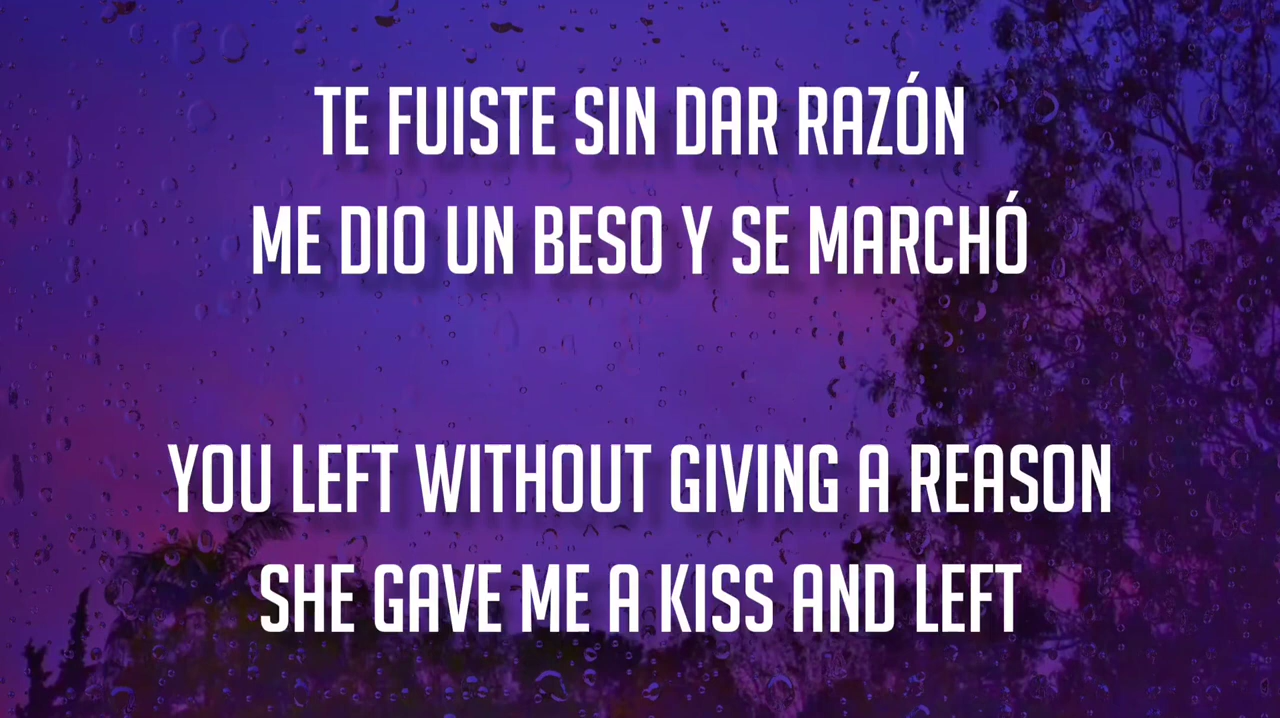 TE FUISTE SIN DAR RAZÓN
ME DIO UN BESO Y SE MARCHÓ
YOU LEFT WITHOUT GIVING A REASON
SHE GAVE ME A KISS AND LEFT